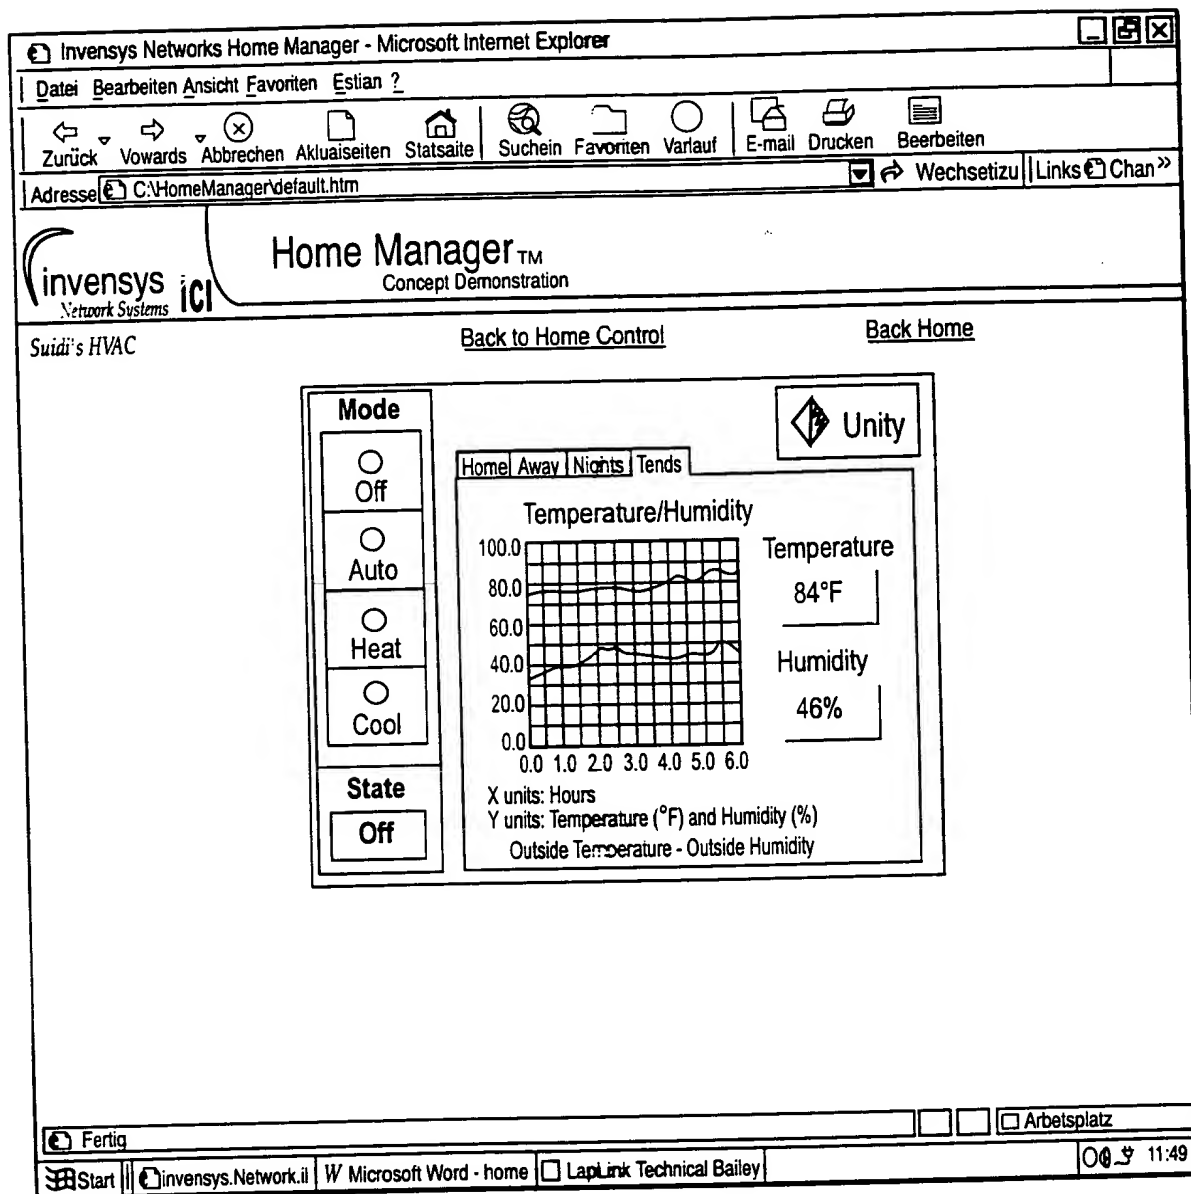 Invensys Networks Home Manager - Microsoft Internet Explorer
Datei Bearbeiten Ansicht Favoriten Estian ?
Zurück Vowards Abbrechen Akluaiseiten Statsaite Suchein Favoriten Varlauf E-mail Drucken Beerbeiten
Adresse C:\HomeManager\default.htm Wechsetizu Links Chan»
invensys iCI
Network Systems
Home Manager TM
Concept Demonstration
Suidi's HVAC Back to Home Control Back Home
Mode
Off
Auto
Heat
Cool
State
Off
Unity
Home Away Nights Tends
Temperature/Humidity
100.0
80.0
60.0
40.0
20.0
0.0
0.0 1.0 2.0 3.0 4.0 5.0 6.0
Temperature
84°F
Humidity
46%
X units: Hours
Y units: Temperature (°F) and Humidity (%)
Outside Temperature - Outside Humidity
Fertig Arbetsplatz
Start invensys.Network.il W Microsoft Word - home LapLink Technical Bailey 11:49